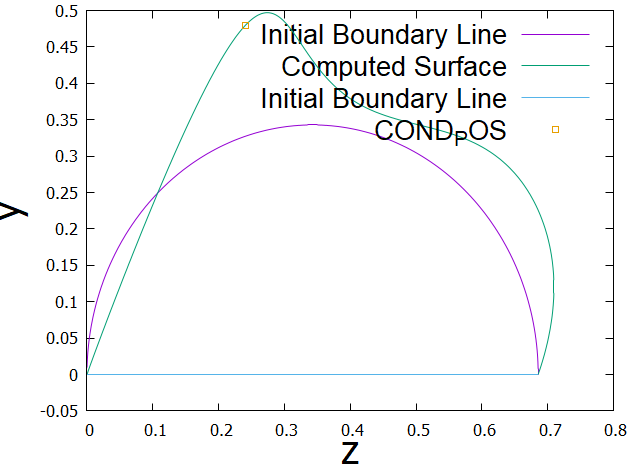 0.5
0.45
0.4
0.35
0.3
0.25
0.2
0.15
0.1
0.05
0
-0.05
y
Initial Boundary Line
Computed Surface
Initial Boundary Line
COND_POS
0 0.1 0.2 0.3 0.4 0.5 0.6 0.7 0.8
z